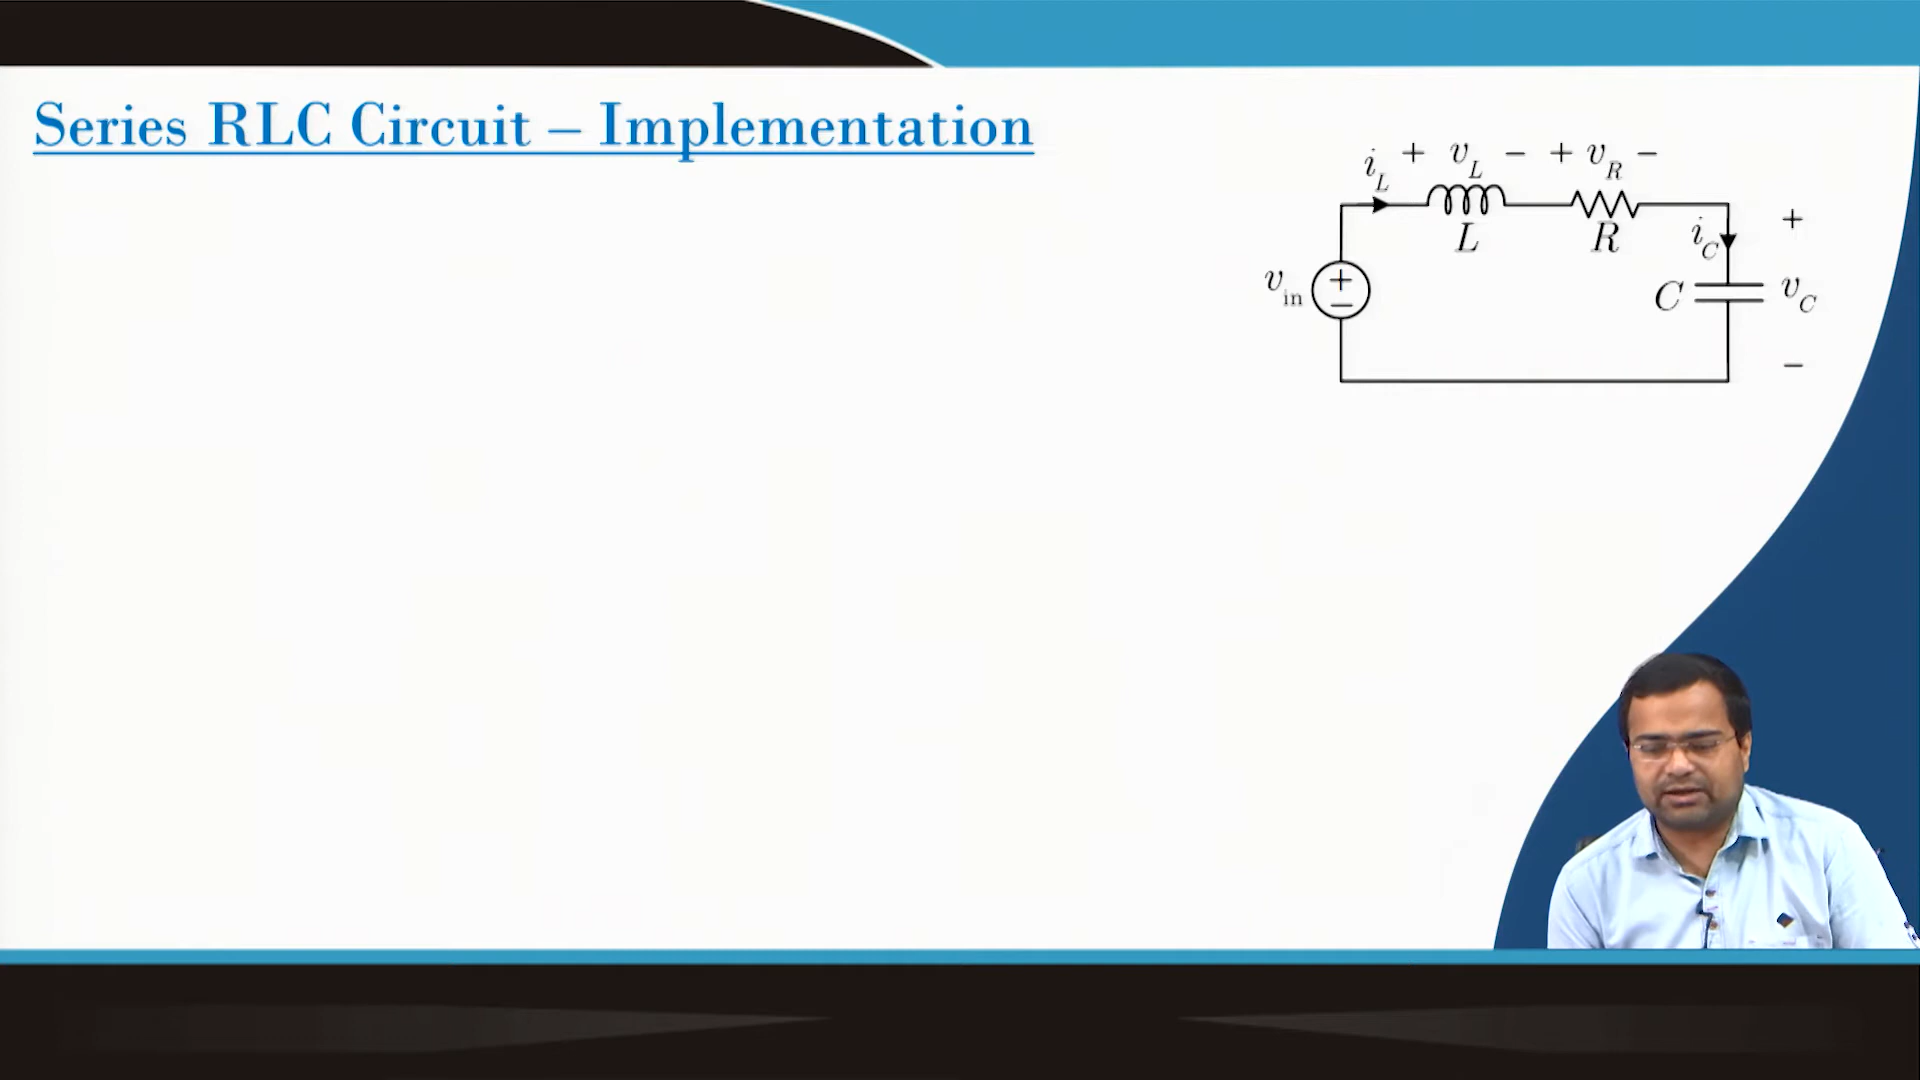 Series RLC Circuit – Implementation
i_L + v_L − + v_R −
L R i_C +
v_in + − C v_C
−